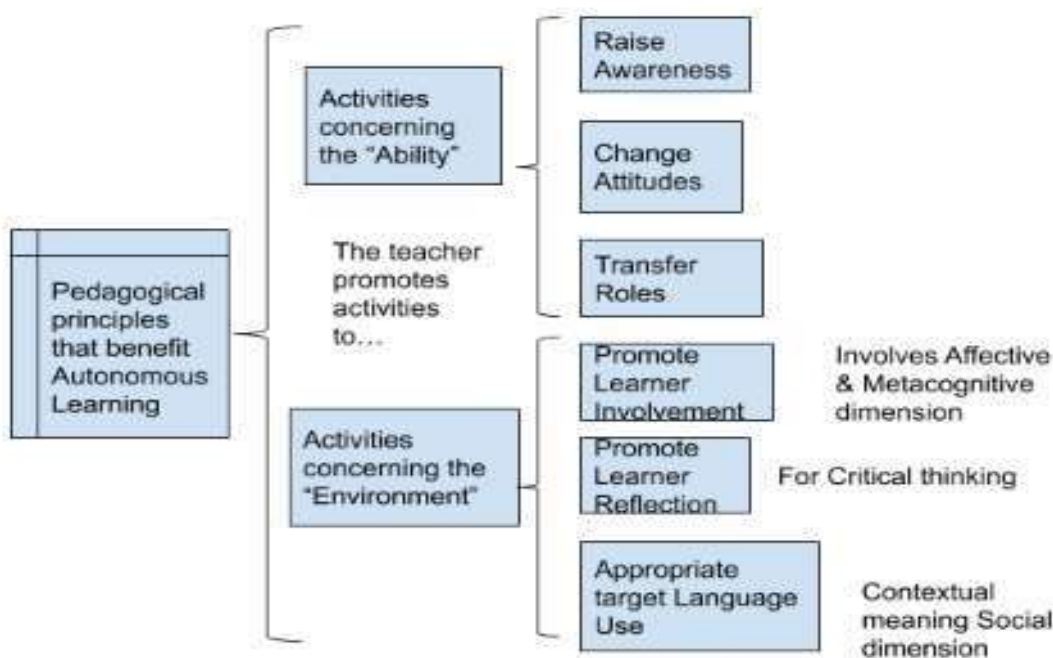 Pedagogical
principles
that benefit
Autonomous
Learning
Activities
concerning
the “Ability”
The teacher
promotes
activities
to…
Activities
concerning the
“Environment”
Raise
Awareness
Change
Attitudes
Transfer
Roles
Promote
Learner
Involvement
Involves Affective
& Metacognitive
dimension
Promote
Learner
Reflection
For Critical thinking
Appropriate
target Language
Use
Contextual
meaning Social
dimension